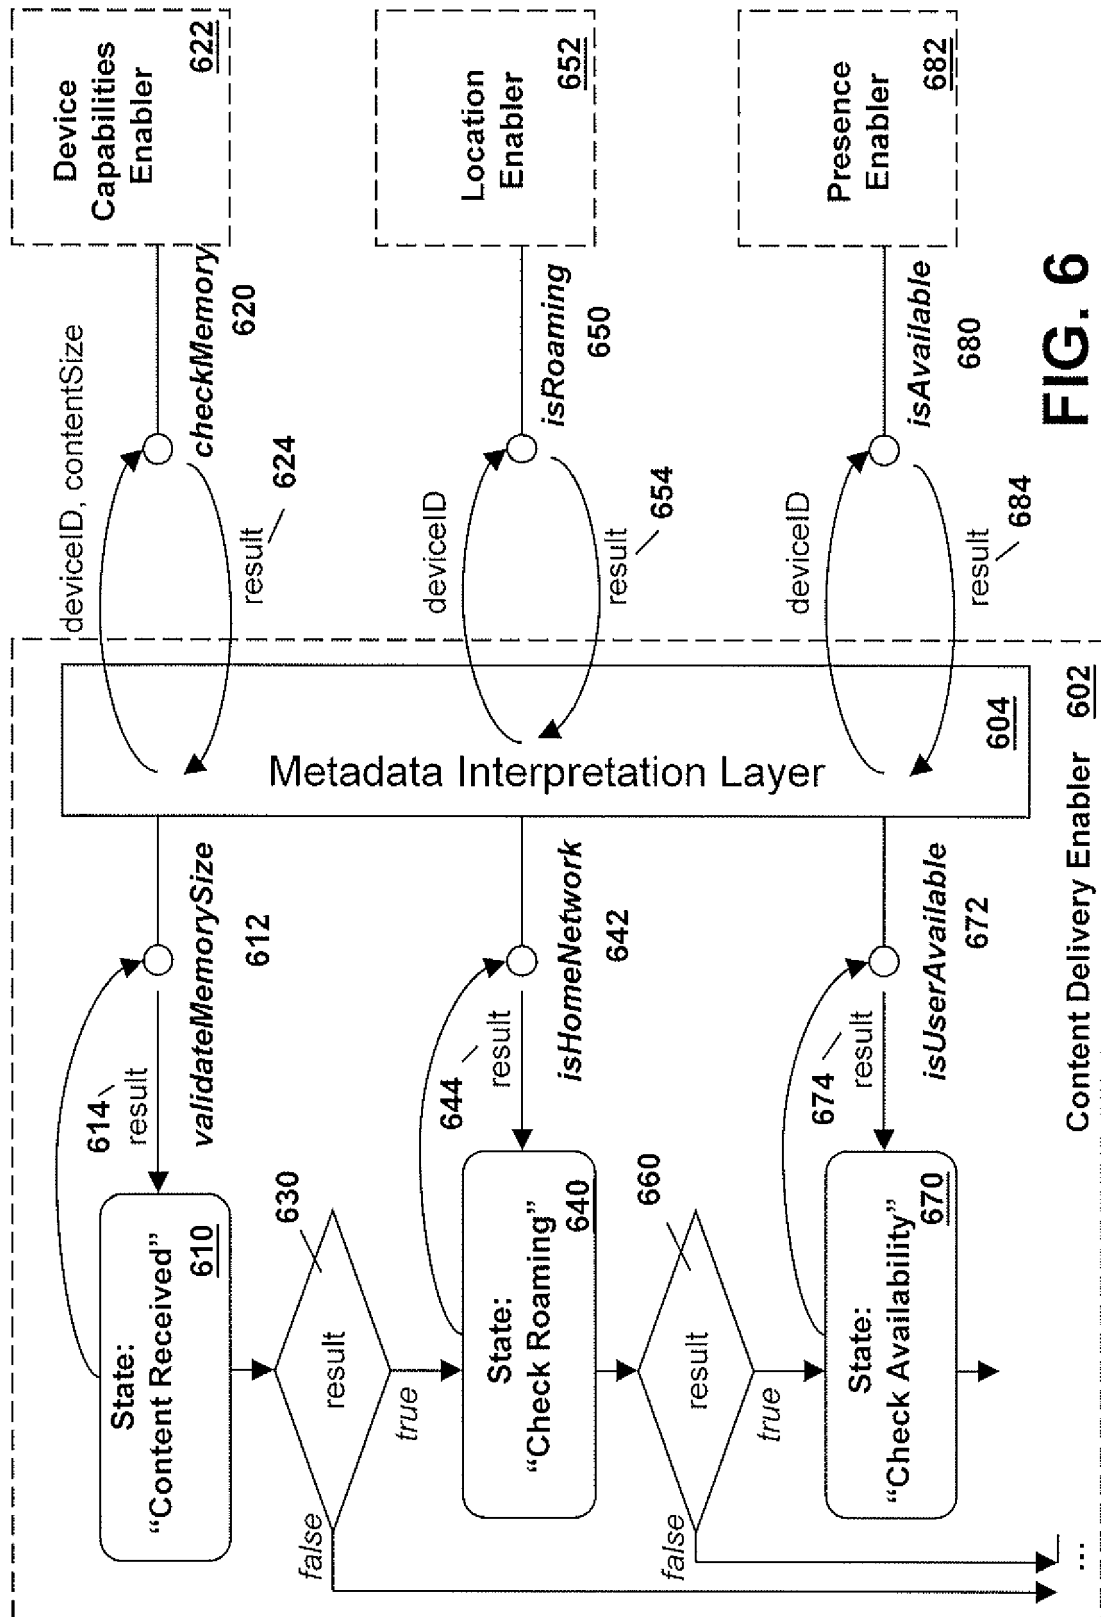 Device
Capabilities
Enabler
622
Location
Enabler
652
Presence
Enabler
682
deviceID, contentSize
checkMemory
620
result
624
deviceID
isRoaming
650
result
654
deviceID
isAvailable
680
result
684
FIG. 6
Metadata Interpretation Layer
604
validateMemorySize
612
614
result
isHomeNetwork
642
644
result
isUserAvailable
672
674
result
State:
“Content Received”
610
630
result
true
false
State:
“Check Roaming”
640
660
result
true
false
State:
“Check Availability”
670
...
Content Delivery Enabler 602